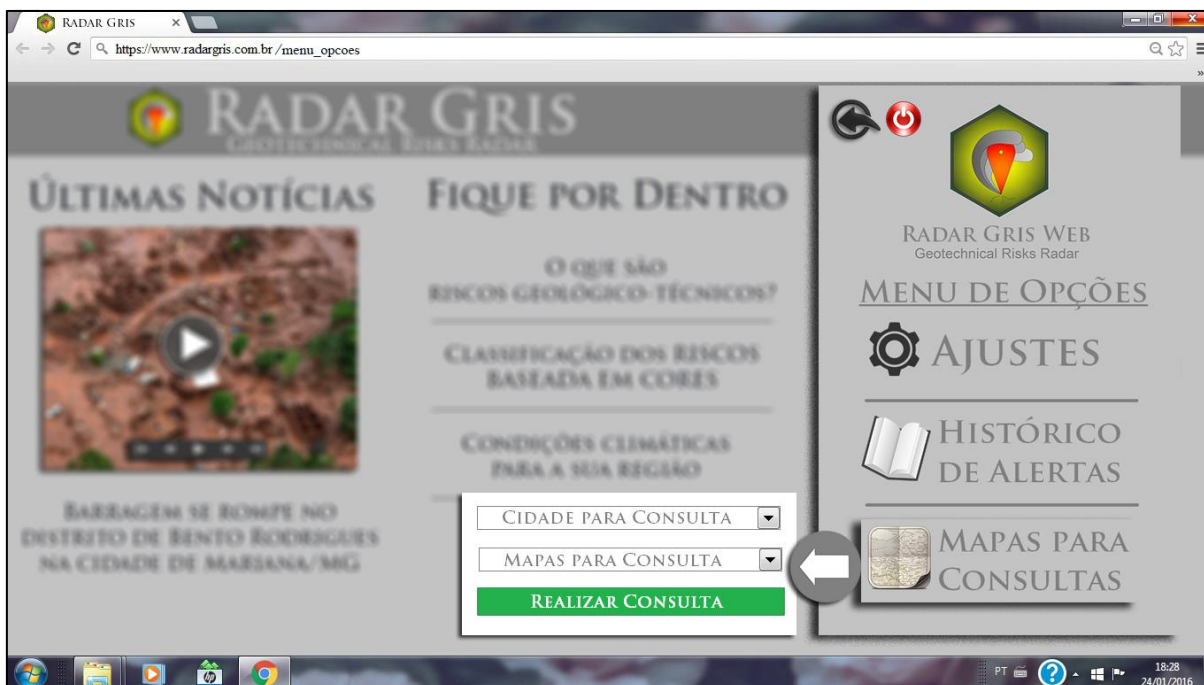 RADAR GRIS
https://www.radargris.com.br/menu_opcoes
RADAR GRIS
GEOTECHNICAL RISKS RADAR
ÚLTIMAS NOTÍCIAS
BARRAGEM SE ROMPE NO
DISTRITO DE BENTO RODRIGUES
NA CIDADE DE MARIANA/MG
FIQUE POR DENTRO
O QUE SÃO
RISCOS GEOLÓGICO-TÉCNICOS?
CLASSIFICAÇÃO DOS RISCOS
BASEADA EM CORES
CONDIÇÕES CLIMÁTICAS
PARA A SUA REGIÃO
CIDADE PARA CONSULTA
MAPAS PARA CONSULTA
REALIZAR CONSULTA
RADAR GRIS WEB
Geotechnical Risks Radar
MENU DE OPÇÕES
AJUSTES
HISTÓRICO
DE ALERTAS
MAPAS PARA
CONSULTAS
hp
PT
18:28
24/01/2016